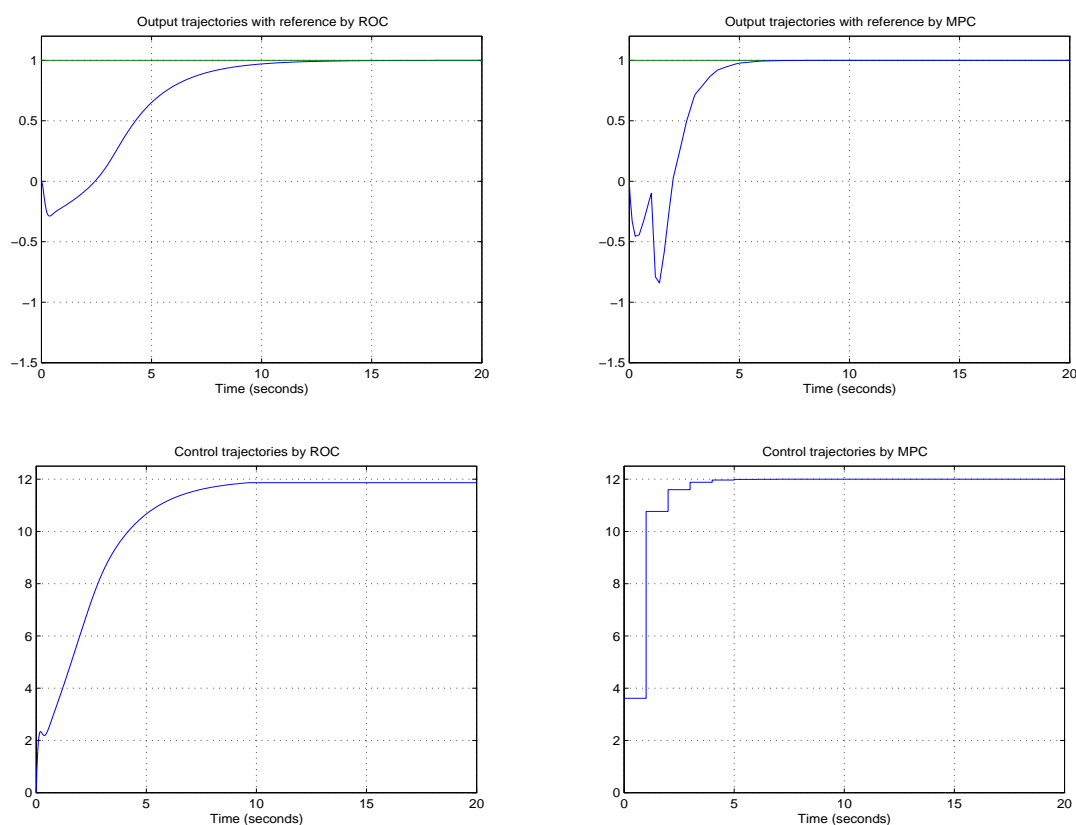 Output trajectories with reference by ROC
1
0.5
0
−0.5
−1
−1.5
0 5 10 15 20
Time (seconds)
Output trajectories with reference by MPC
1
0.5
0
−0.5
−1
−1.5
0 5 10 15 20
Time (seconds)
Control trajectories by ROC
12
10
8
6
4
2
0
0 5 10 15 20
Time (seconds)
Control trajectories by MPC
12
10
8
6
4
2
0
0 5 10 15 20
Time (seconds)